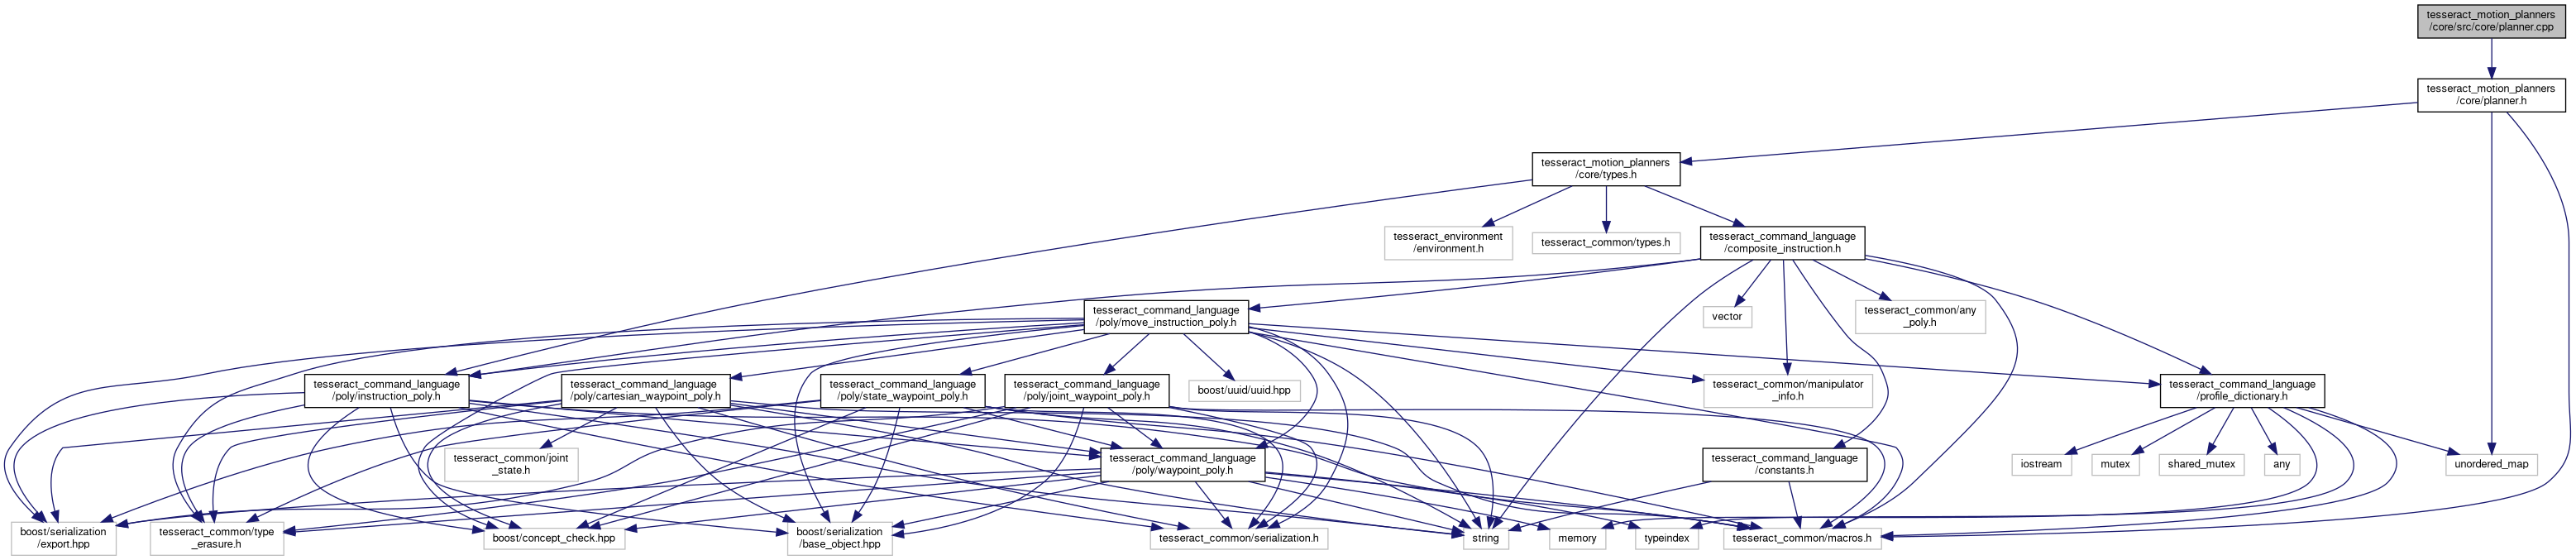 tesseract_motion_planners
/core/src/core/planner.cpp
tesseract_motion_planners
/core/planner.h
tesseract_motion_planners
/core/types.h
tesseract_environment
/environment.h
tesseract_common/types.h
tesseract_command_language
/composite_instruction.h
tesseract_command_language
/poly/move_instruction_poly.h
vector
tesseract_common/any
_poly.h
tesseract_command_language
/poly/instruction_poly.h
tesseract_command_language
/poly/cartesian_waypoint_poly.h
tesseract_command_language
/poly/state_waypoint_poly.h
tesseract_command_language
/poly/joint_waypoint_poly.h
boost/uuid/uuid.hpp
tesseract_common/manipulator
_info.h
tesseract_command_language
/profile_dictionary.h
tesseract_common/joint
_state.h
tesseract_command_language
/poly/waypoint_poly.h
tesseract_command_language
/constants.h
iostream
mutex
shared_mutex
any
unordered_map
boost/serialization
/export.hpp
tesseract_common/type
_erasure.h
boost/concept_check.hpp
boost/serialization
/base_object.hpp
tesseract_common/serialization.h
string
memory
typeindex
tesseract_common/macros.h